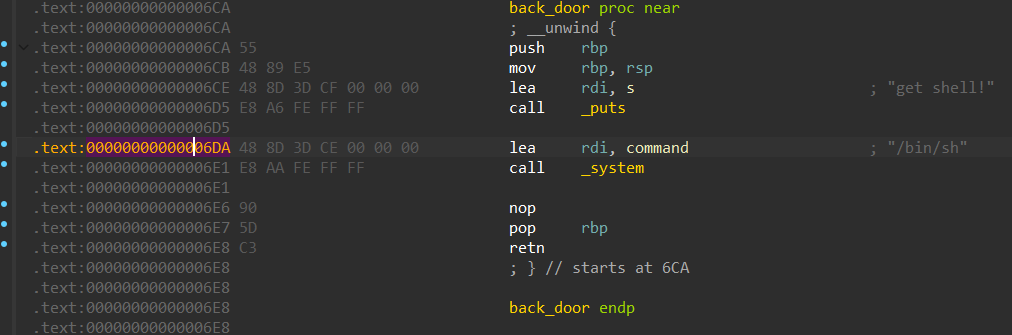 .text:00000000000006CA back_door proc near
.text:00000000000006CA ; __unwind {
.text:00000000000006CA 55 push rbp
.text:00000000000006CB 48 89 E5 mov rbp, rsp
.text:00000000000006CE 48 8D 3D CF 00 00 00 lea rdi, s ; "get shell!"
.text:00000000000006D5 E8 A6 FE FF FF call _puts
.text:00000000000006D5
.text:00000000000006DA 48 8D 3D CE 00 00 00 lea rdi, command ; "/bin/sh"
.text:00000000000006E1 E8 AA FE FF FF call _system
.text:00000000000006E1
.text:00000000000006E6 90 nop
.text:00000000000006E7 5D pop rbp
.text:00000000000006E8 C3 retn
.text:00000000000006E8 ; } // starts at 6CA
.text:00000000000006E8
.text:00000000000006E8 back_door endp
.text:00000000000006E8